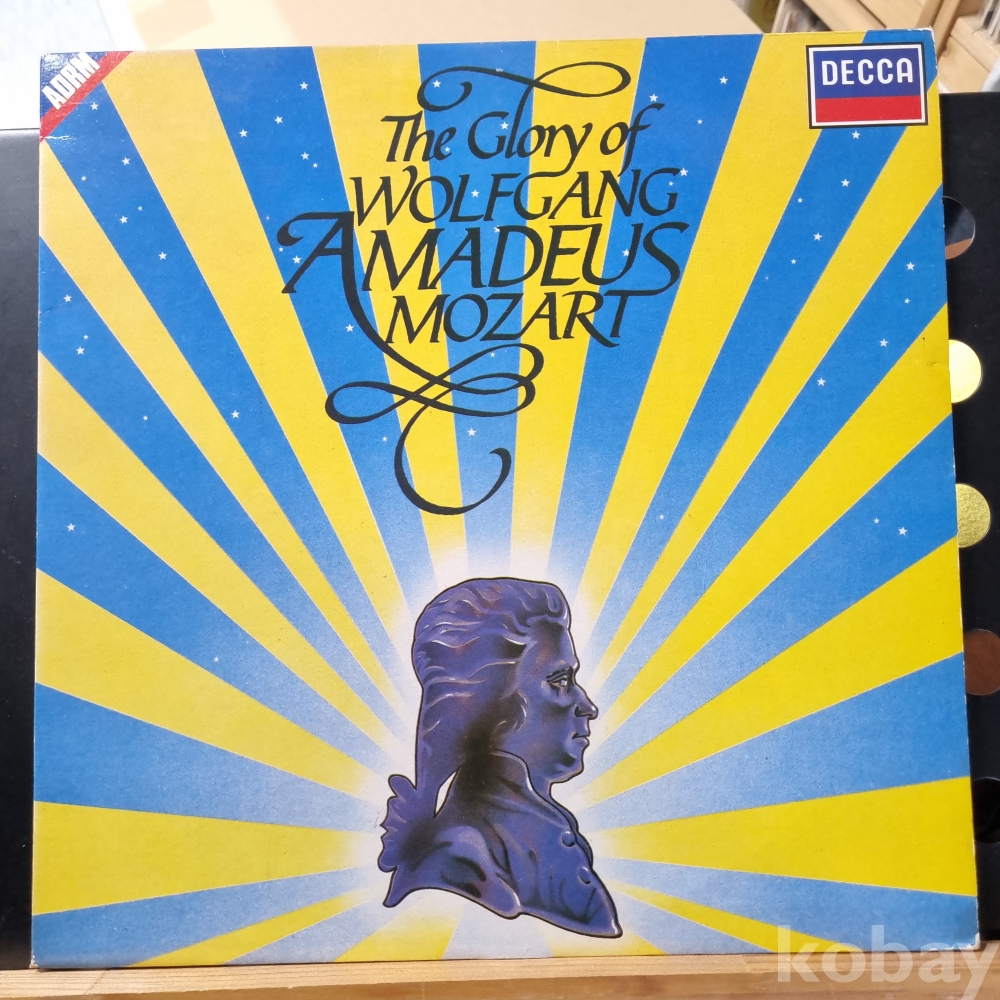 ADRM
DECCA
The Glory of
WOLFGANG
AMADEUS
MOZART
kobay